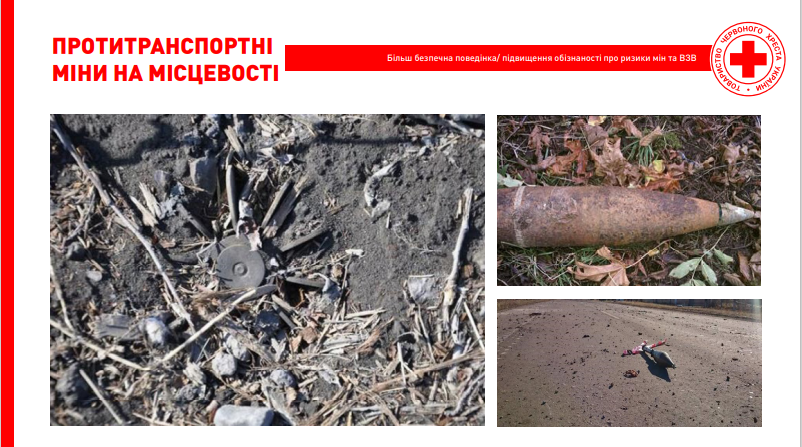 ПРОТИТРАНСПОРТНІ
МІНИ НА МІСЦЕВОСТІ
Більш безпечна поведінка/ підвищення обізнаності про ризики мін та ВЗВ
ТОВАРИСТВО ЧЕРВОНОГО ХРЕСТА УКРАЇНИ